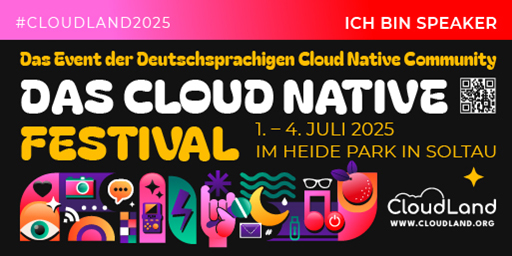 #CLOUDLAND2025
ICH BIN SPEAKER
Das Event der Deutschsprachigen Cloud Native Community
DAS CLOUD NATIVE
FESTIVAL
1. – 4. JULI 2025
IM HEIDE PARK IN SOLTAU
CLOUDLAND
WWW.CLOUDLAND.ORG